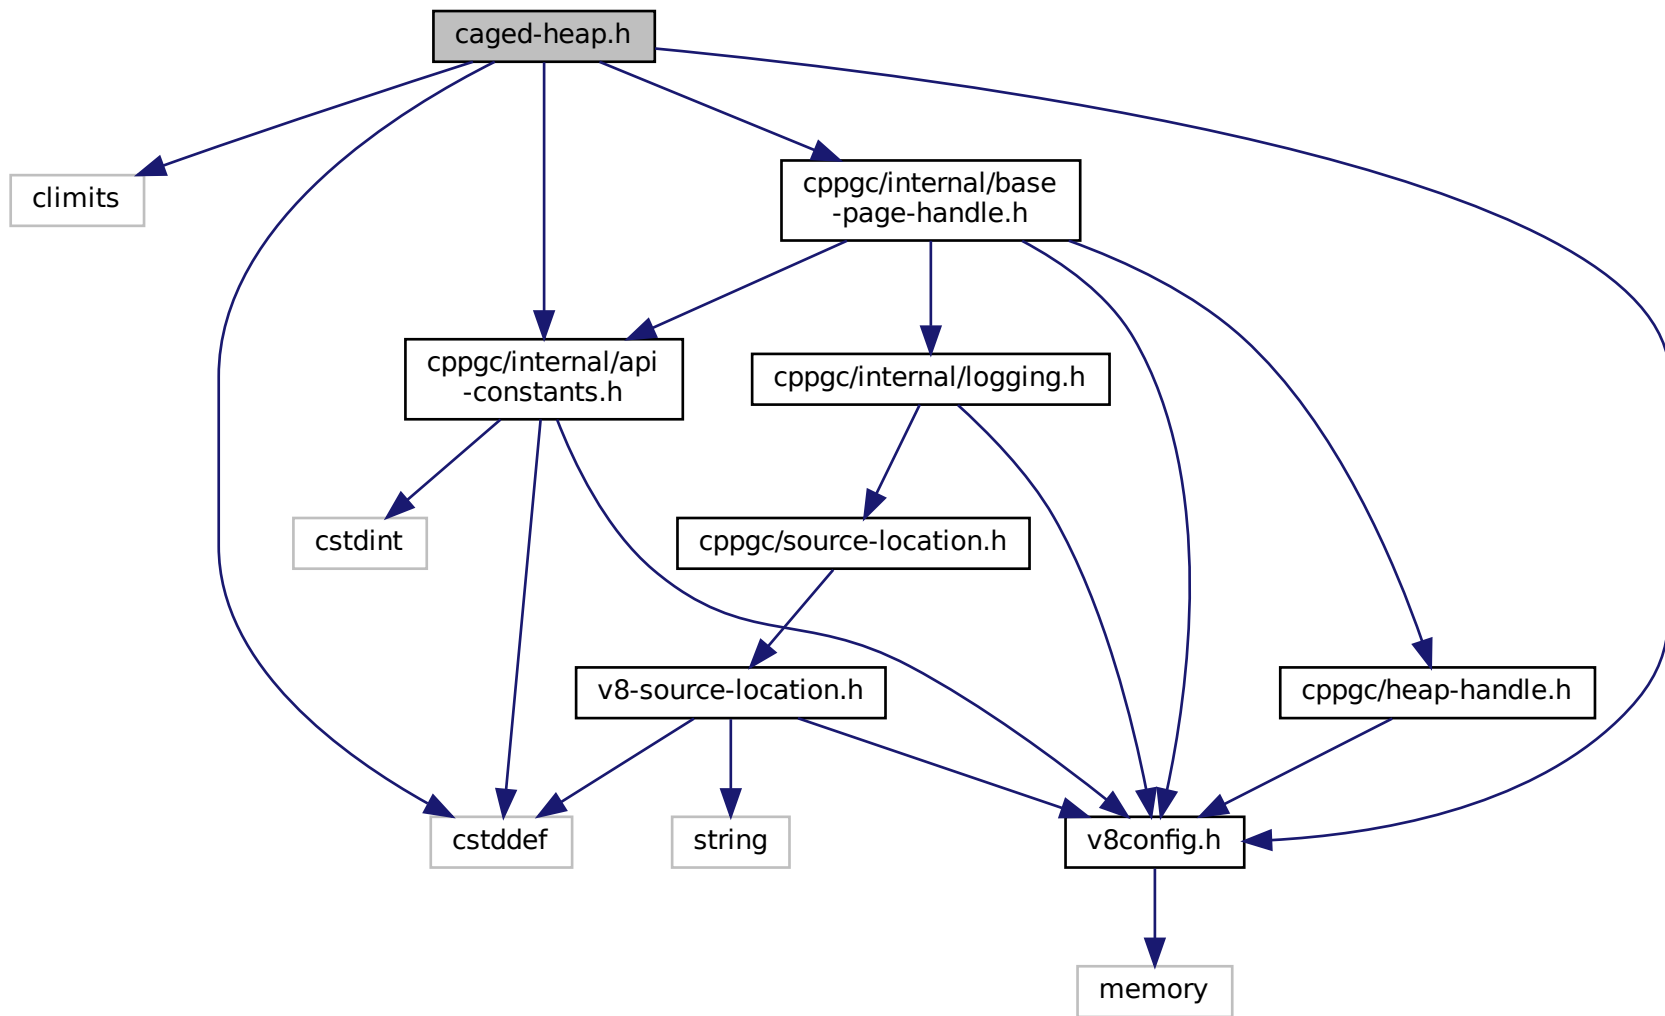 caged-heap.h
climits
cppgc/internal/base
-page-handle.h
cppgc/internal/api
-constants.h
cppgc/internal/logging.h
cstdint
cppgc/source-location.h
v8-source-location.h
cppgc/heap-handle.h
cstddef
string
v8config.h
memory